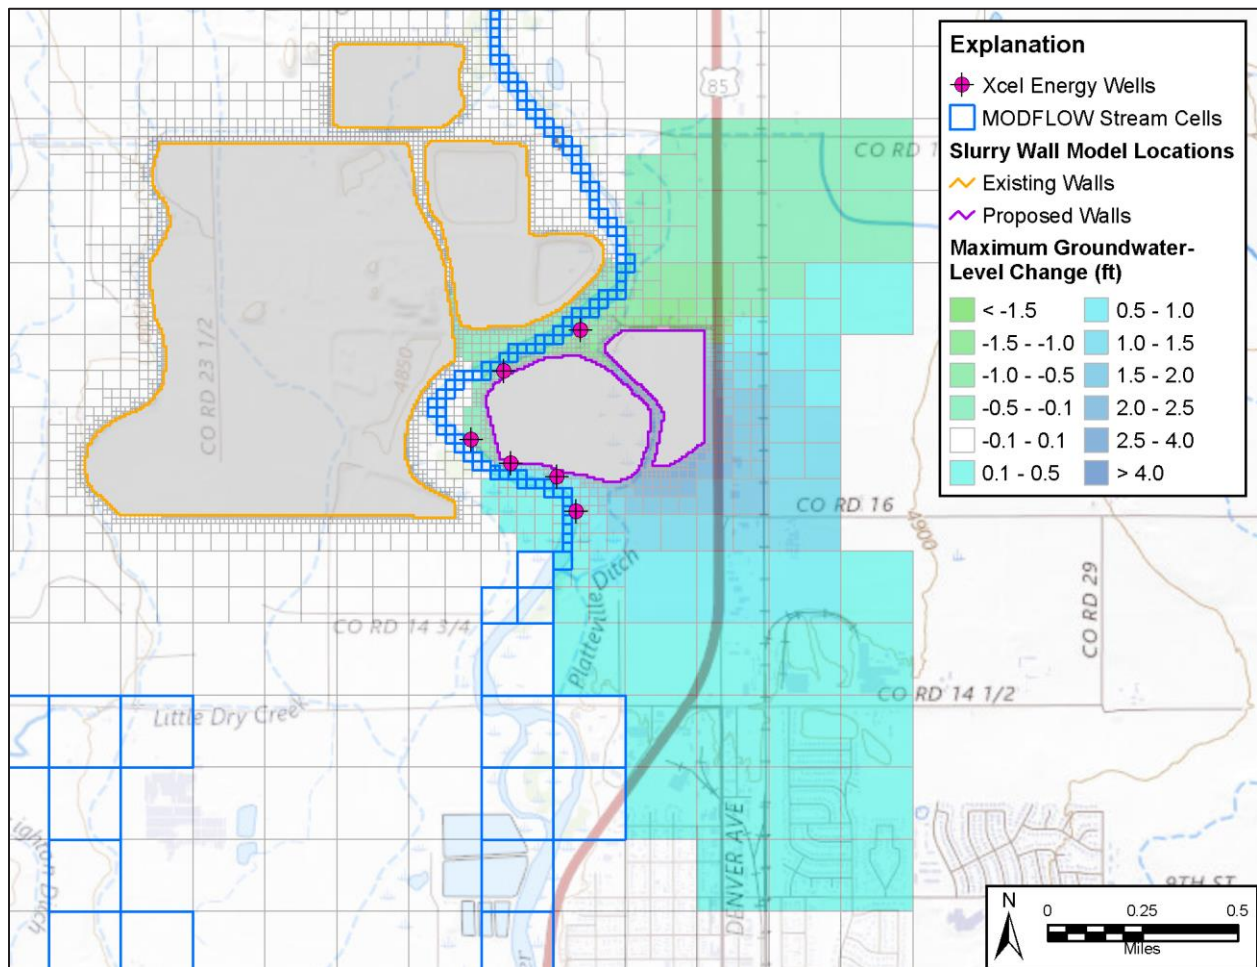 Explanation
Xcel Energy Wells
MODFLOW Stream Cells
Slurry Wall Model Locations
Existing Walls
Proposed Walls
Maximum Groundwater-
Level Change (ft)
< -1.5
-1.5 - -1.0
-1.0 - -0.5
-0.5 - -0.1
-0.1 - 0.1
0.1 - 0.5
0.5 - 1.0
1.0 - 1.5
1.5 - 2.0
2.0 - 2.5
2.5 - 4.0
> 4.0
85
CO RD 1
CO RD 23 1/2
4850
CO RD 16
4900
CO RD 29
Platteville Ditch
CO RD 14 3/4
CO RD 14 1/2
Little Dry Creek
DENVER AVE
ighton Ditch
9TH ST
N
0 0.25 0.5
Miles